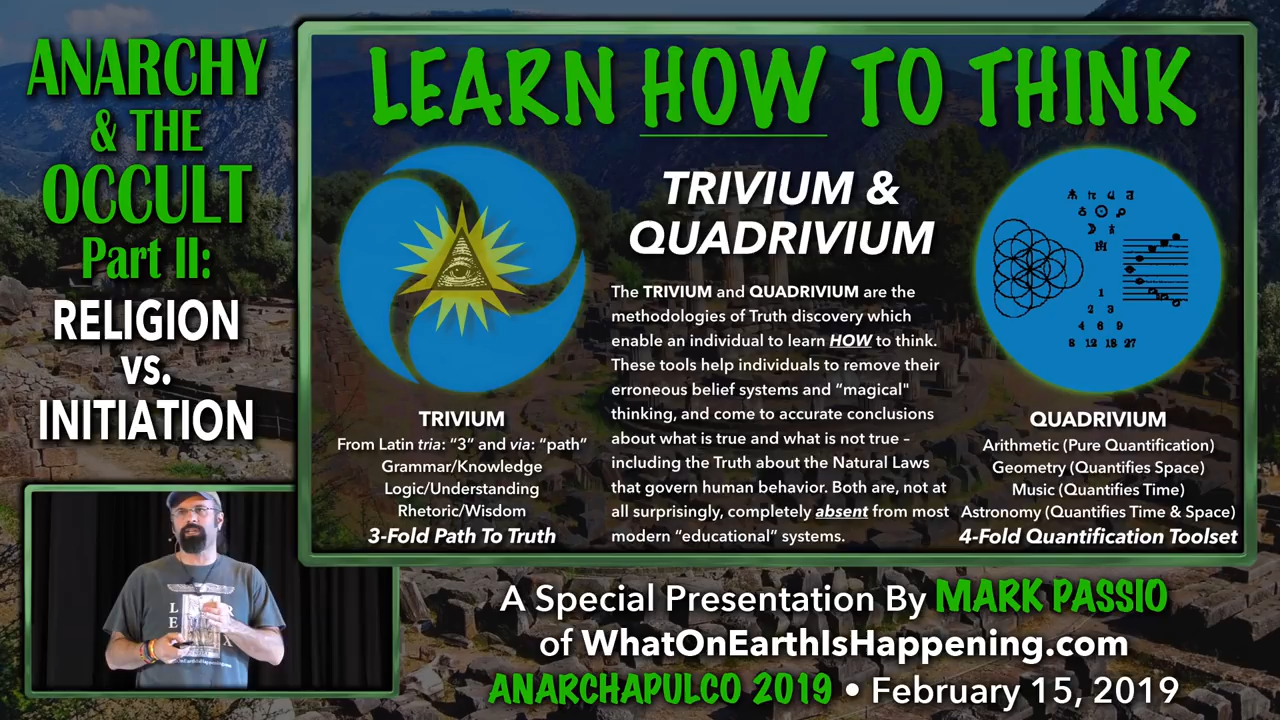 ANARCHY
& THE
OCCULT
Part II:
RELIGION
vs.
INITIATION
LEARN HOW TO THINK
TRIVIUM &
QUADRIVIUM
The TRIVIUM and QUADRIVIUM are the
methodologies of Truth discovery which
enable an individual to learn HOW to think.
These tools help individuals to remove their
erroneous belief systems and "magical"
thinking, and come to accurate conclusions
about what is true and what is not true –
including the Truth about the Natural Laws
that govern human behavior. Both are, not at
all surprisingly, completely absent from most
modern “educational” systems.
TRIVIUM
From Latin tria: “3” and via: “path”
Grammar/Knowledge
Logic/Understanding
Rhetoric/Wisdom
3-Fold Path To Truth
1
2 3
4 6 9
8 12 18 27
QUADRIVIUM
Arithmetic (Pure Quantification)
Geometry (Quantifies Space)
Music (Quantifies Time)
Astronomy (Quantifies Time & Space)
4-Fold Quantification Toolset
A Special Presentation By MARK PASSIO
of WhatOnEarthIsHappening.com
ANARCHAPULCO 2019 • February 15, 2019